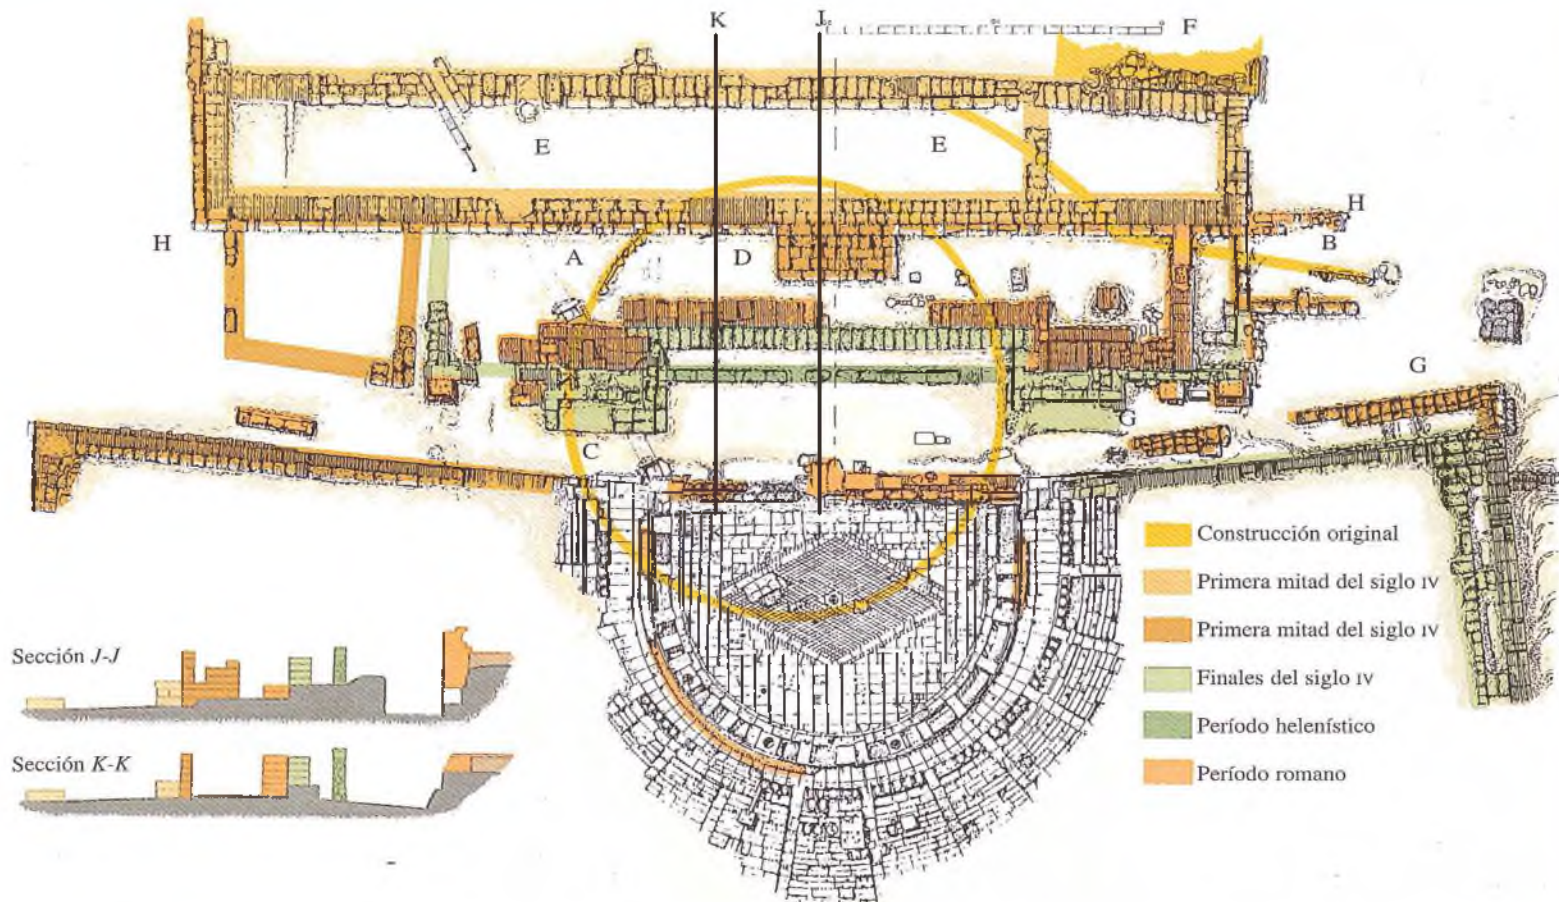 K
J
F
E
E
H
H
A
D
B
G
G
C
Construcción original
Primera mitad del siglo IV
Primera mitad del siglo IV
Finales del siglo IV
Período helenístico
Período romano
Sección J-J
Sección K-K